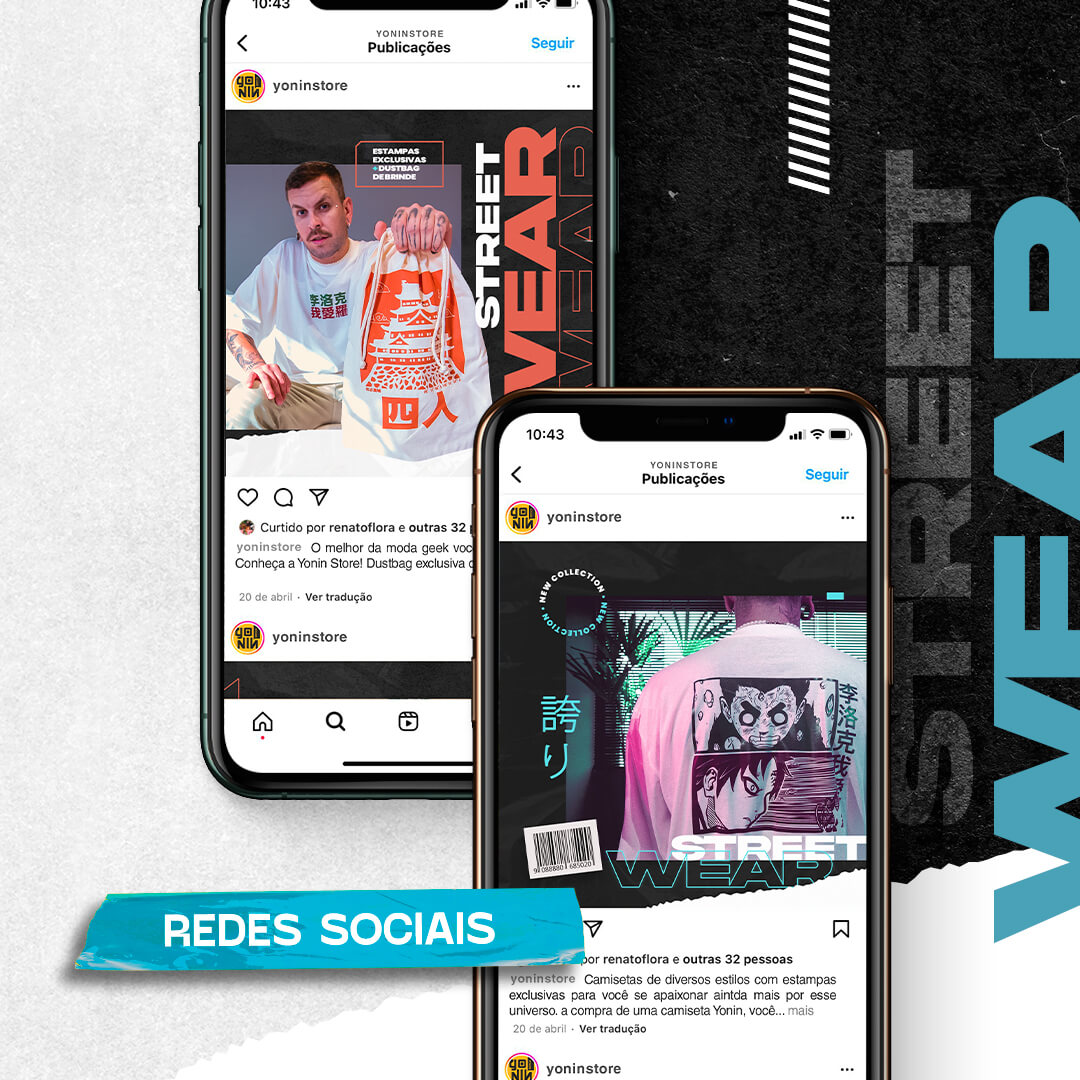 10:43
YONINSTORE
Publicações
Seguir
yoninstore
ESTAMPAS
EXCLUSIVAS
+DUSTBAG
DE BRINDE
STREET
WEAR
WEAR
李洛克
我愛羅
四人
Curtido por renatoflora e outras 32
yoninstore O melhor da moda geek voc
Conheça a Yonin Store! Dustbag exclusiva
20 de abril · Ver tradução
yoninstore
10:43
YONINSTORE
Publicações
Seguir
yoninstore
NEW COLLECTION • NEW COLLECTION •
誇り
李洛克我
9 088880 685020
STREET
WEAR
por renatoflora e outras 32 pessoas
yoninstore Camisetas de diversos estilos com estampas
exclusivas para você se apaixonar aintda mais por esse
universo. a compra de uma camiseta Yonin, você... mais
20 de abril · Ver tradução
yoninstore
REDES SOCIAIS
STREET
WEAR